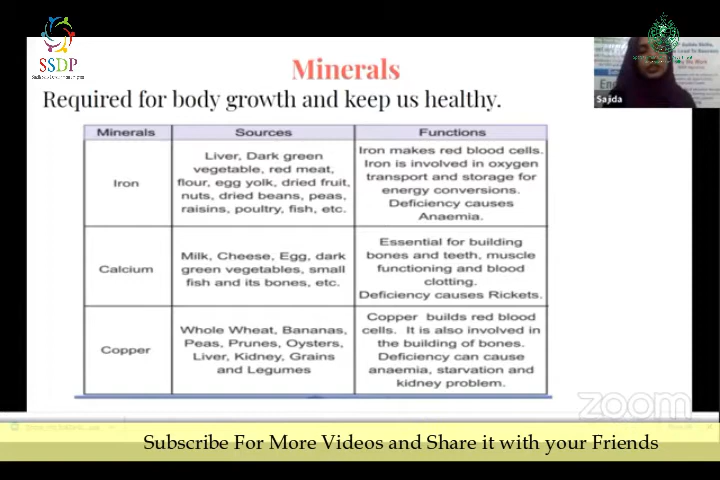 SSDP
Minerals
Required for body growth and keep us healthy.
Sajda
Minerals
Sources
Functions
Iron
Liver, Dark green
vegetable, red meat,
flour, egg yolk, dried fruit,
nuts, dried beans, peas,
raisins, poultry, fish, etc.
Iron makes red blood cells.
Iron is involved in oxygen
transport and storage for
energy conversions.
Deficiency causes
Anaemia.
Calcium
Milk, Cheese, Egg, dark
green vegetables, small
fish and its bones, etc.
Essential for building
bones and teeth, muscle
functioning and blood
clotting.
Deficiency causes Rickets.
Copper
Whole Wheat, Bananas,
Peas, Prunes, Oysters,
Liver, Kidney, Grains
and Legumes
Copper builds red blood
cells. It is also involved in
the building of bones.
Deficiency can cause
anaemia, starvation and
kidney problem.
zoom
Subscribe For More Videos and Share it with your Friends